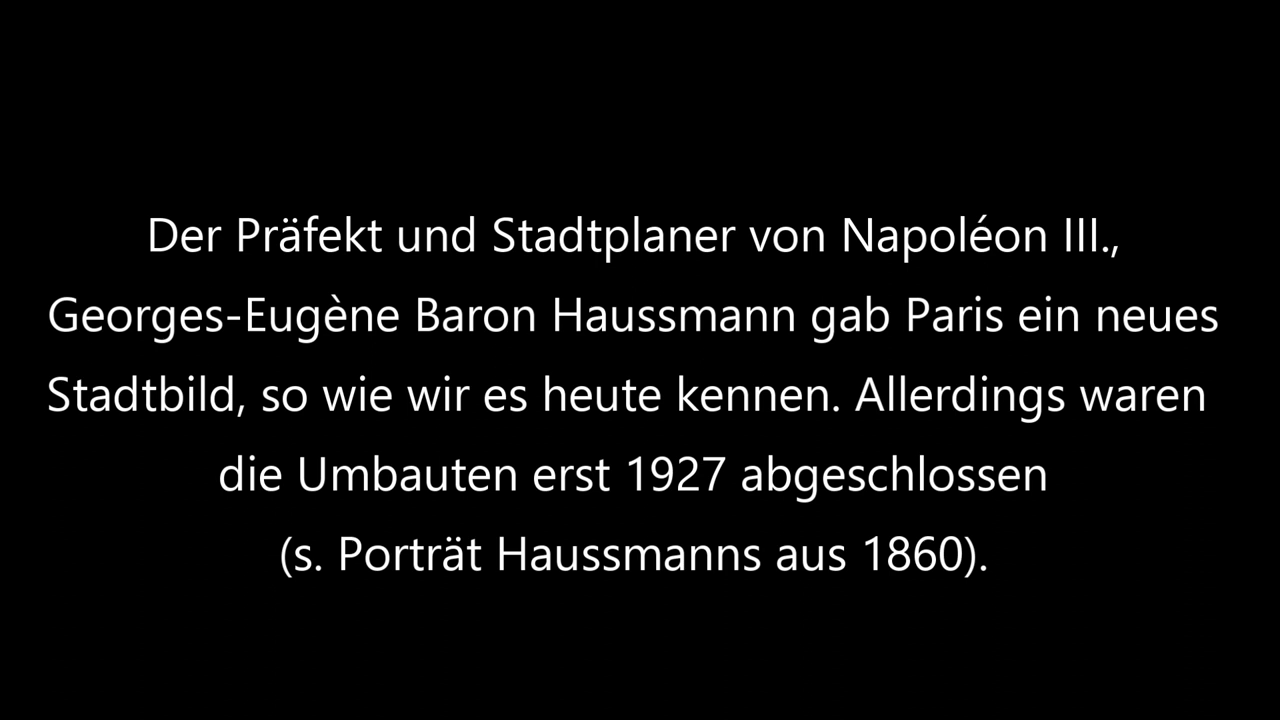 Der Präfekt und Stadtplaner von Napoléon III.,
Georges-Eugène Baron Haussmann gab Paris ein neues
Stadtbild, so wie wir es heute kennen. Allerdings waren
die Umbauten erst 1927 abgeschlossen
(s. Porträt Haussmanns aus 1860).